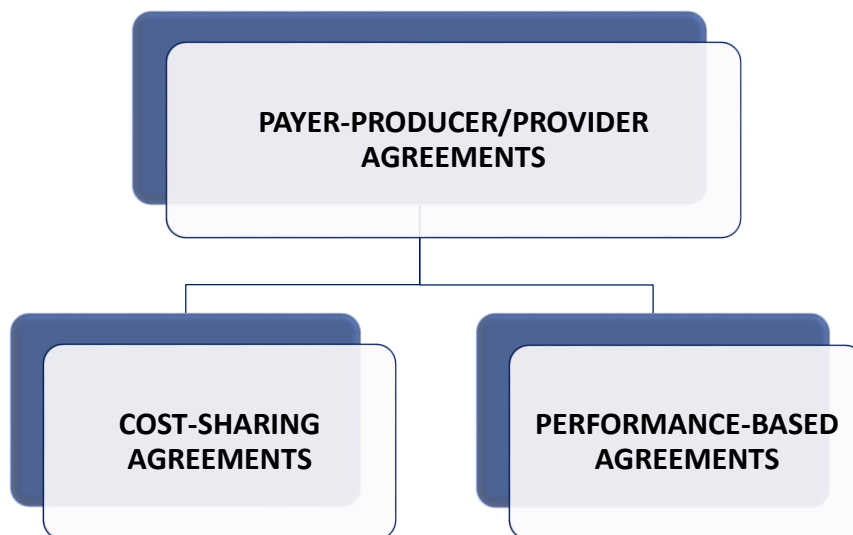 PAYER-PRODUCER/PROVIDER
AGREEMENTS
COST-SHARING
AGREEMENTS
PERFORMANCE-BASED
AGREEMENTS